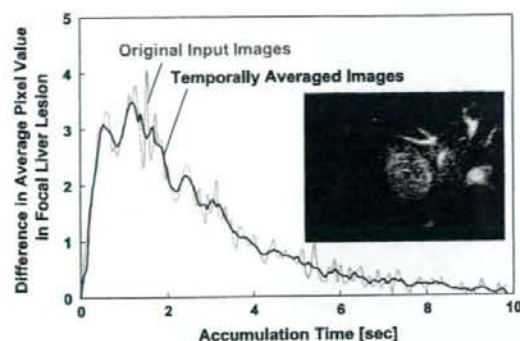 Difference in Average Pixel Value
in Focal Liver Lesion
5
4
3
2
1
0
Original Input Images
Temporally Averaged Images
0 2 4 6 8 10
Accumulation Time [sec]